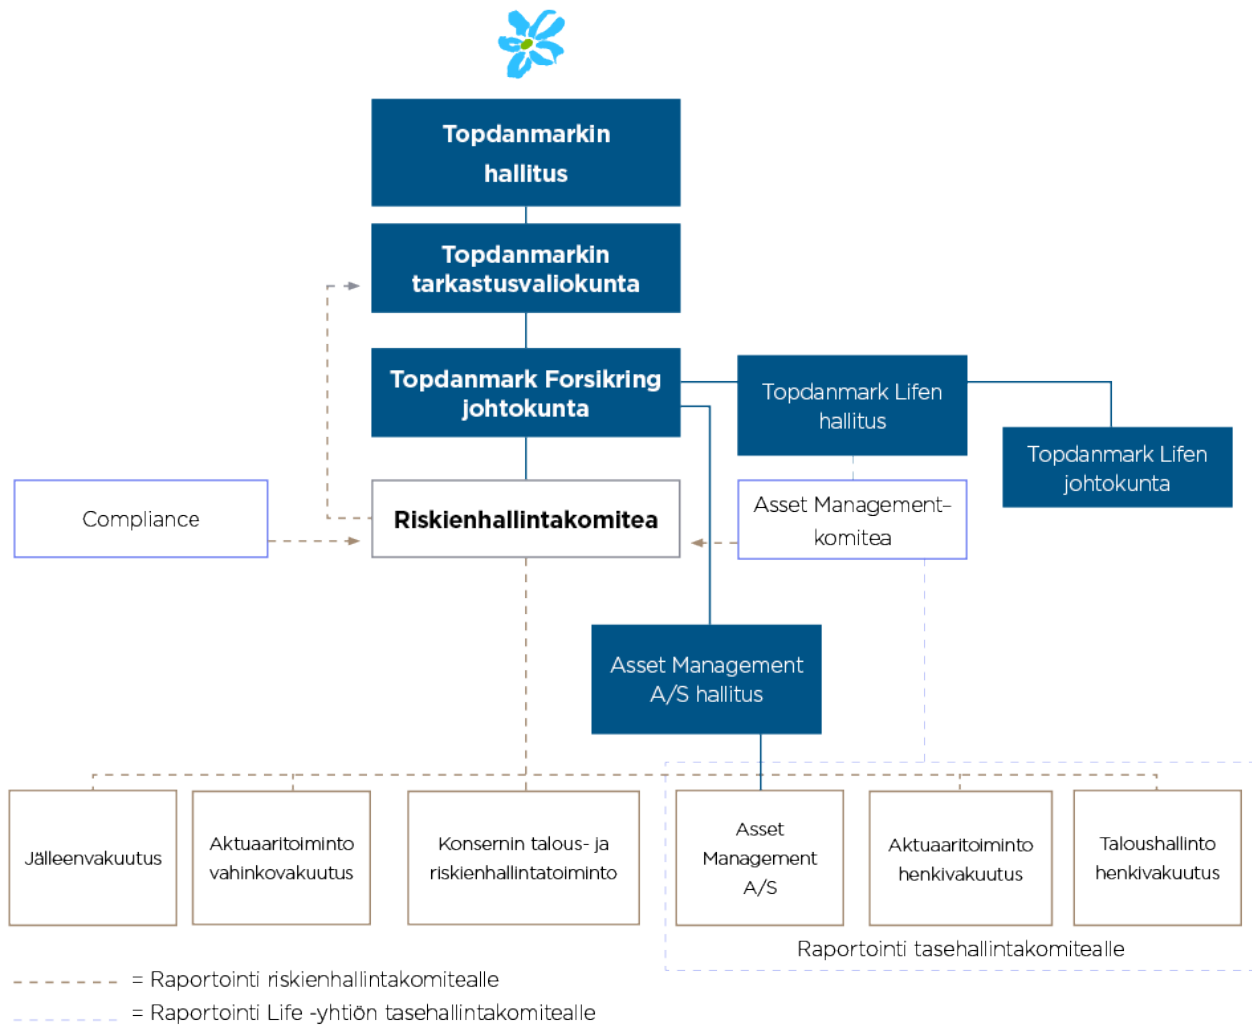 Topdanmarkin
hallitus
Topdanmarkin
tarkastusvaliokunta
Topdanmark Forsikring
johtokunta
Topdanmark Lifen
hallitus
Topdanmark Lifen
johtokunta
Compliance
Riskienhallintakomitea
Asset Management–
komitea
Asset Management
A/S hallitus
Jälleenvakuutus
Aktuaaritoiminto
vahinkovakuutus
Konsernin talous- ja
riskienhallintatoiminto
Asset
Management
A/S
Aktuaaritoiminto
henkivakuutus
Taloushallinto
henkivakuutus
Raportointi tasehallintakomitealle
= Raportointi riskienhallintakomitealle
= Raportointi Life -yhtiön tasehallintakomitealle